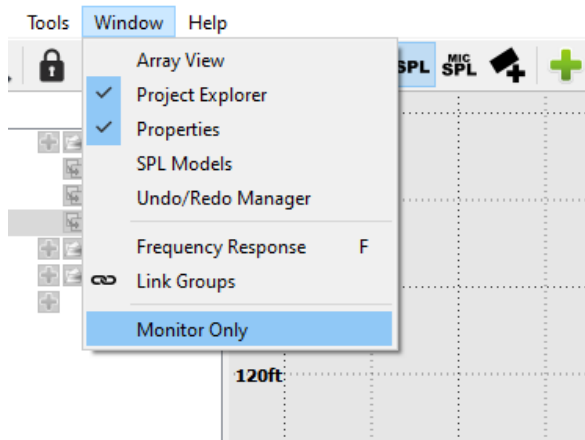 Tools Window Help
SPL MIC SPL
Array View
Project Explorer
Properties
SPL Models
Undo/Redo Manager
Frequency Response F
Link Groups
Monitor Only
120ft